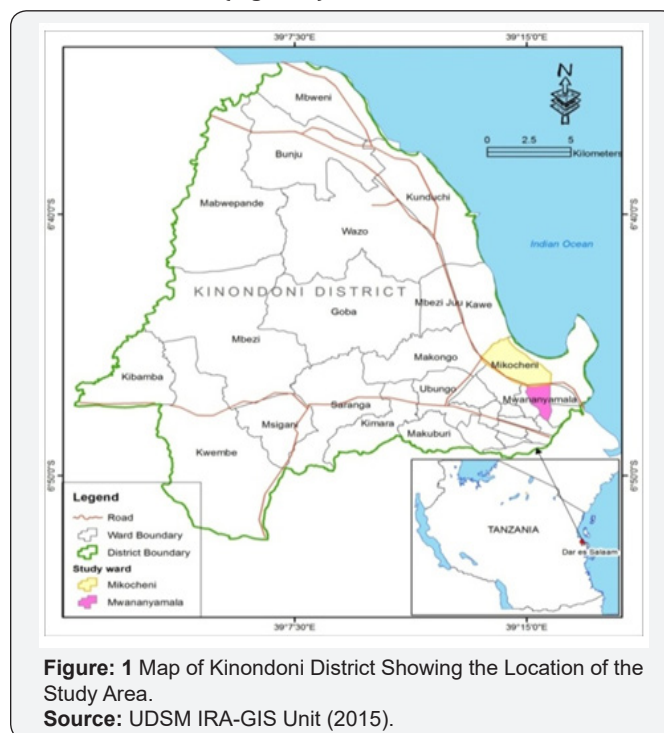 39°7'30"E 39°15'0"E
N
0 2.5 5
Kilometers
Mbweni
Bunju
Kunduchi
Mabwepande
6°40'0"S 6°40'0"S
Wazo
Indian Ocean
KINONDONI DISTRICT
Mbezi Juu Kawe
Goba
Mbezi
Makongo
Mikocheni
Kibamba
Ubungo
Mwananyamala
Saranga
Msigani
Kimara
Makuburi
Kwembe
6°50'0"S 6°50'0"S
Legend
Road
Ward Boundary
District Boundary
Study ward
Mikocheni
Mwananyamala
TANZANIA
Dar es Salaam
39°7'30"E 39°15'0"E
Figure: 1 Map of Kinondoni District Showing the Location of the
Study Area.
Source: UDSM IRA-GIS Unit (2015).